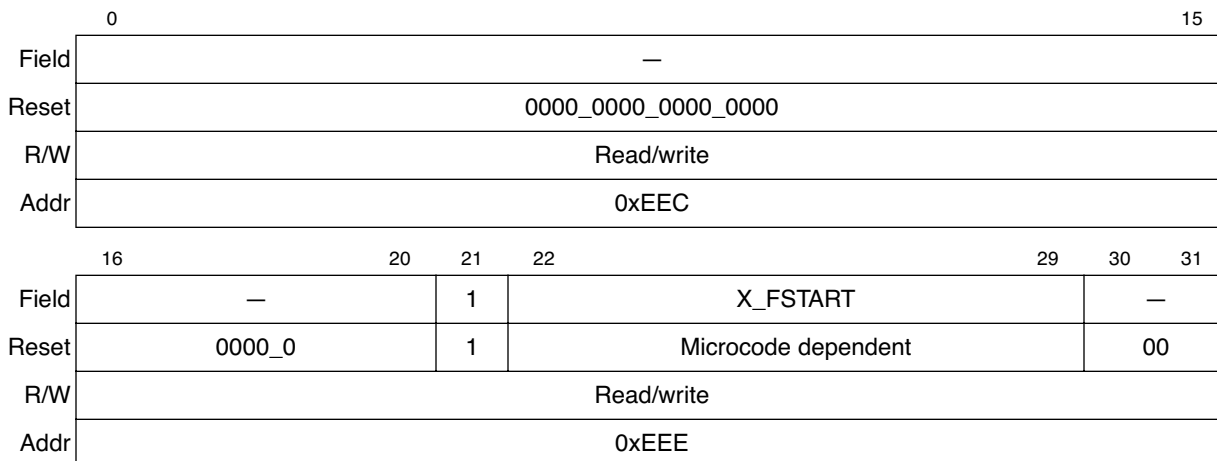 0 15
Field —
Reset 0000_0000_0000_0000
R/W Read/write
Addr 0xEEC
16 20 21 22 29 30 31
Field — 1 X_FSTART —
Reset 0000_0 1 Microcode dependent 00
R/W Read/write
Addr 0xEEE